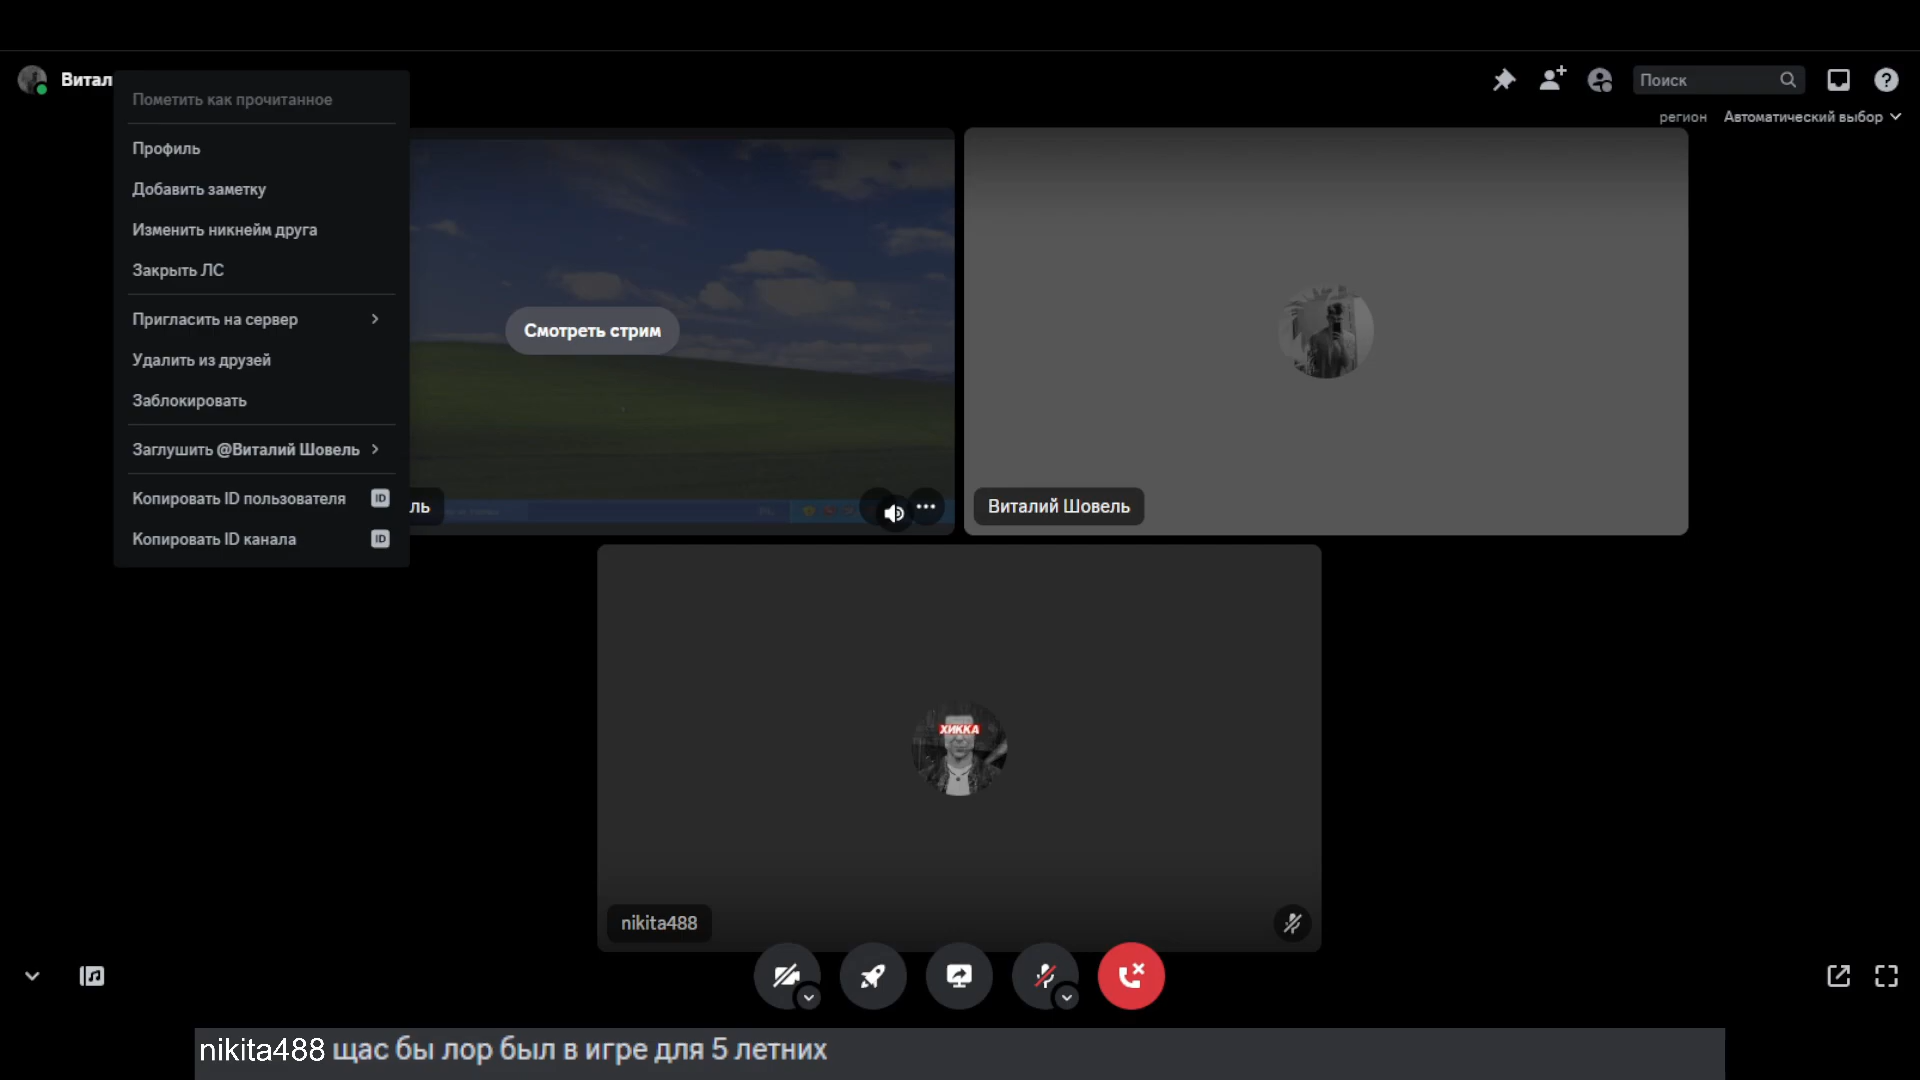 Витал
Поиск
регион Автоматический выбор
Пометить как прочитанное
Профиль
Добавить заметку
Изменить никнейм друга
Закрыть ЛС
Пригласить на сервер
Удалить из друзей
Заблокировать
Заглушить @Виталий Шовель
Копировать ID пользователя ID
Копировать ID канала ID
Смотреть стрим
ль
Виталий Шовель
ХИККА
nikita488
nikita488 щас бы лор был в игре для 5 летних